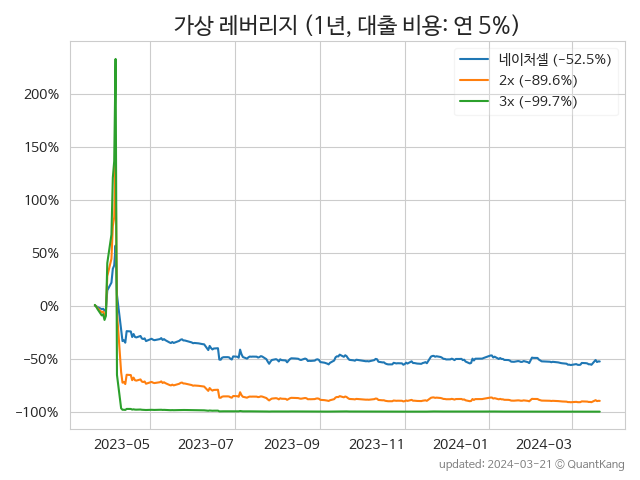 가상 레버리지 (1년, 대출 비용: 연 5%)
네이처셀 (-52.5%)
2x (-89.6%)
3x (-99.7%)
200%
150%
100%
50%
0%
-50%
-100%
2023-05 2023-07 2023-09 2023-11 2024-01 2024-03
updated: 2024-03-21 © QuantKang